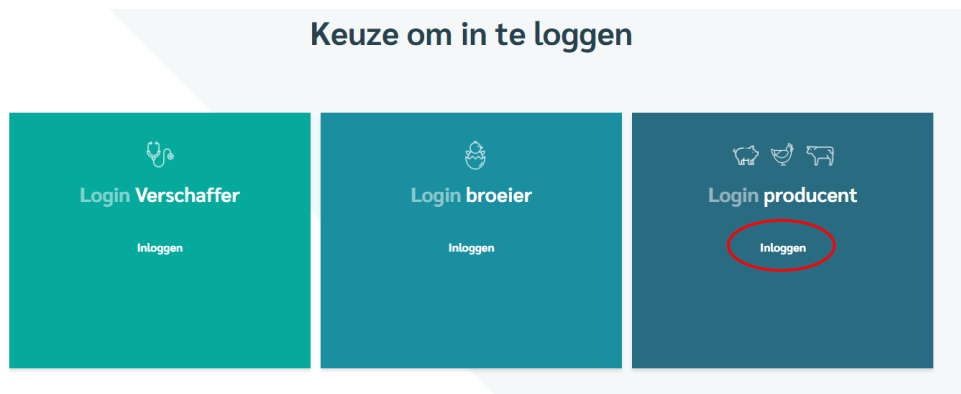 Keuze om in te loggen
Login Verschaffer
Inloggen
Login broeier
Inloggen
Login producent
Inloggen